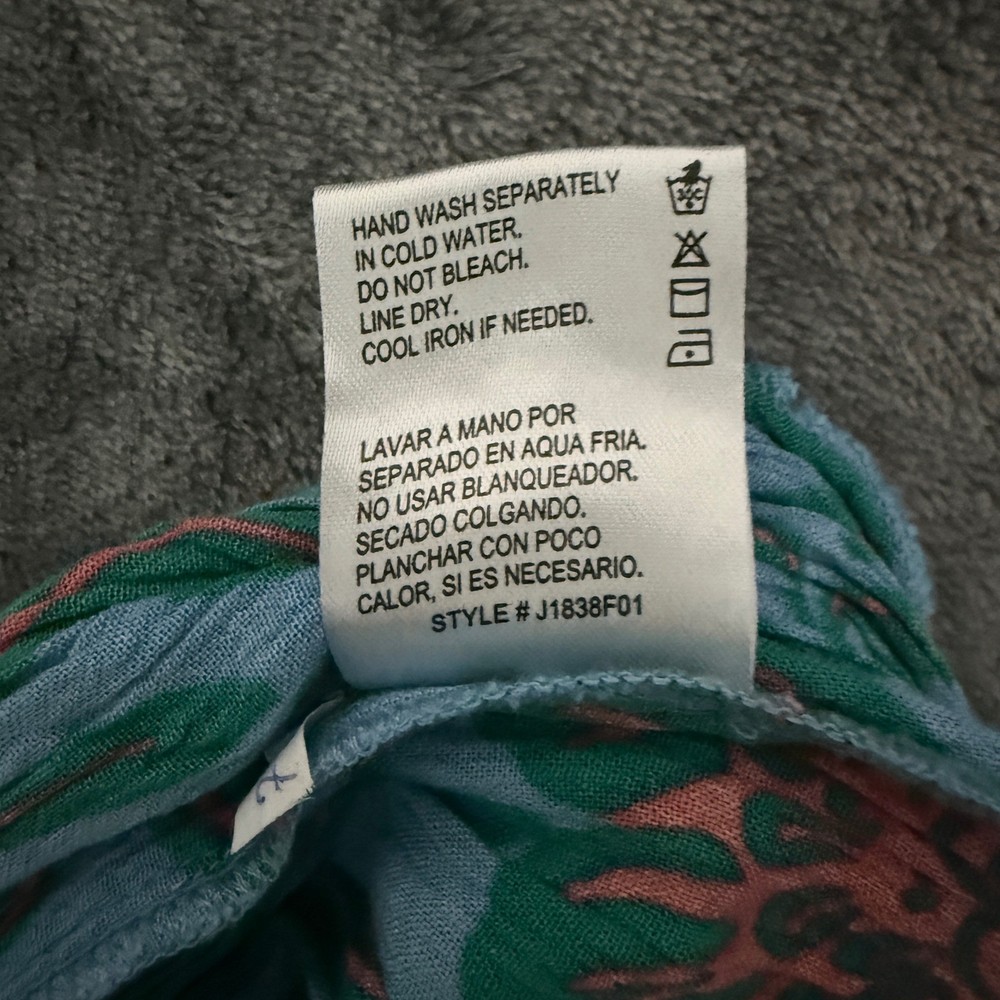 HAND WASH SEPARATELY
IN COLD WATER.
DO NOT BLEACH.
LINE DRY.
COOL IRON IF NEEDED.
LAVAR A MANO POR
SEPARADO EN AQUA FRIA.
NO USAR BLANQUEADOR.
SECADO COLGANDO.
PLANCHAR CON POCO
CALOR, SI ES NECESARIO.
STYLE # J1838F01